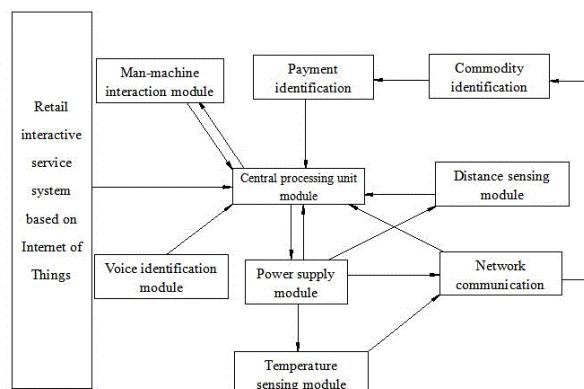 Retail
interactive
service
system
based on
Internet of
Things
Man-machine
interaction module
Payment
identification
Commodity
identification
Central processing unit
module
Distance sensing
module
Voice identification
module
Power supply
module
Network
communication
Temperature
sensing module